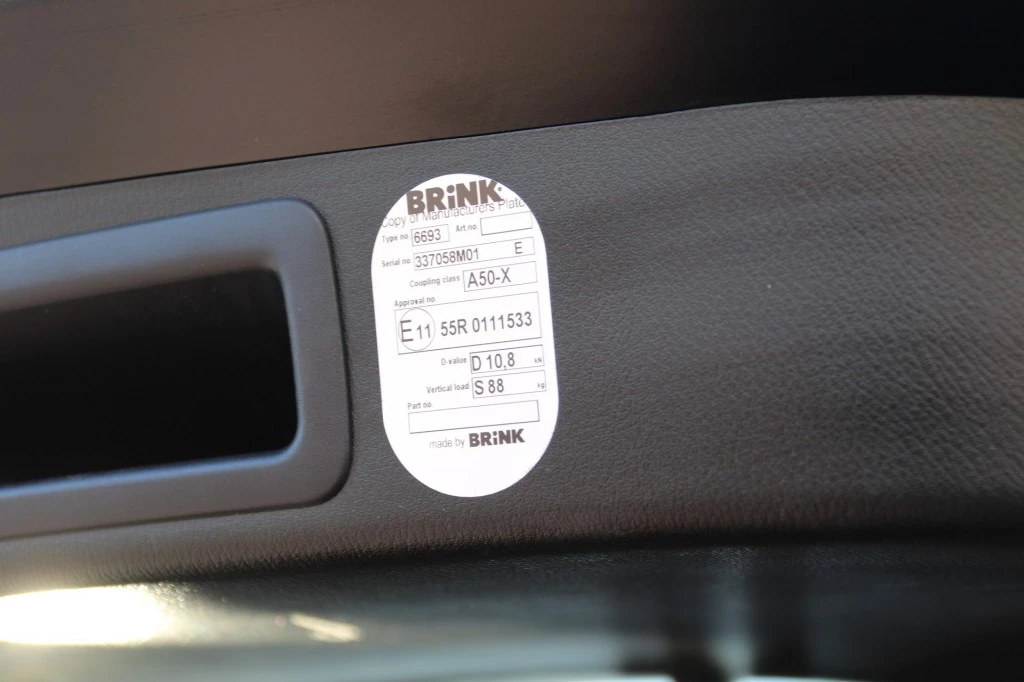 BRiNK
Copy of Manufacturers Plate
Type no 6693 Art no.
Serial no 337058M01 E
Coupling class A50-X
Approval no
E11 55R 0111533
D-value D 10,8 kN
Vertical load S 88 kg
Part no
made by BRiNK